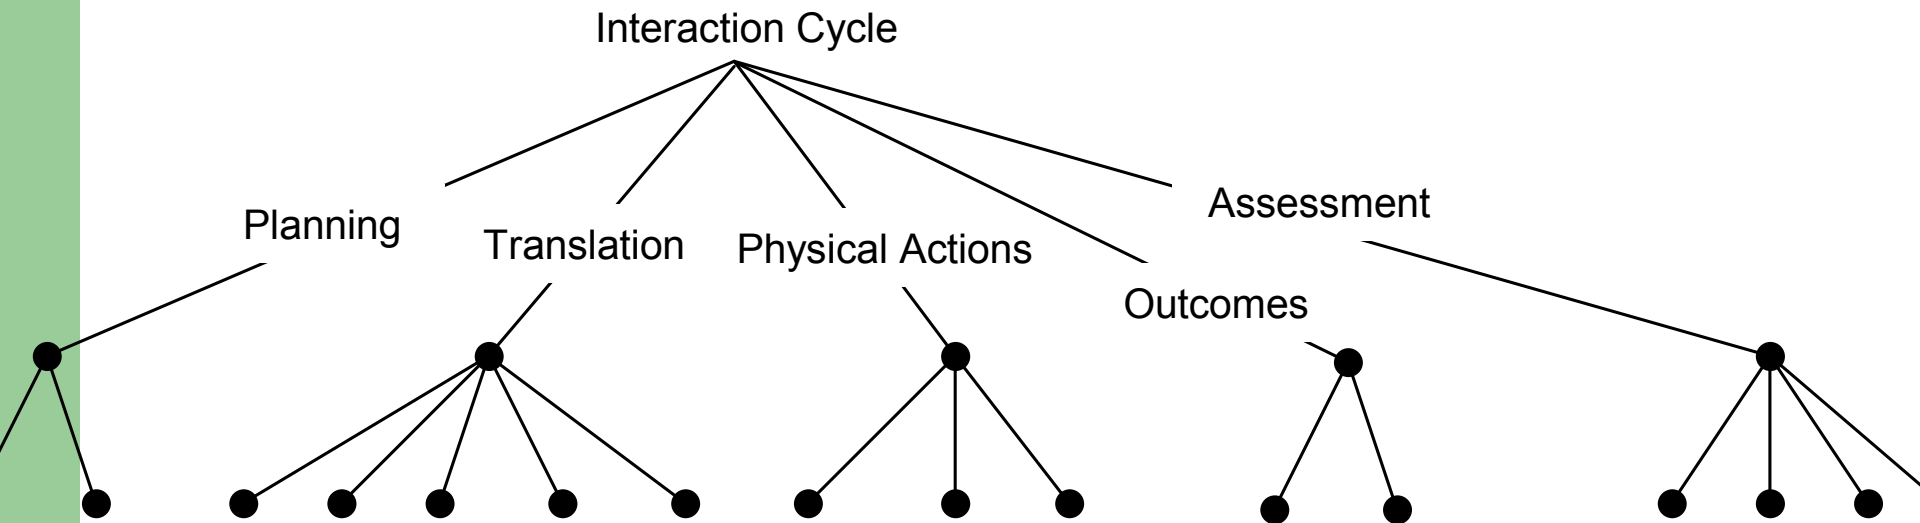 Interaction Cycle
Planning
Translation
Physical Actions
Outcomes
Assessment